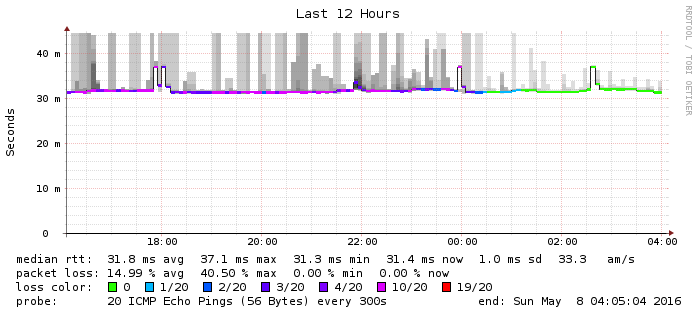 Last 12 Hours
RRDTOOL / TOBI OETIKER
Seconds
40 m
30 m
20 m
10 m
0
18:00 20:00 22:00 00:00 02:00 04:00
median rtt: 31.8 ms avg 37.1 ms max 31.3 ms min 31.4 ms now 1.0 ms sd 33.3 am/s
packet loss: 14.99 % avg 40.50 % max 0.00 % min 0.00 % now
loss color: 0 1/20 2/20 3/20 4/20 10/20 19/20
probe: 20 ICMP Echo Pings (56 Bytes) every 300s end: Sun May 8 04:05:04 2016